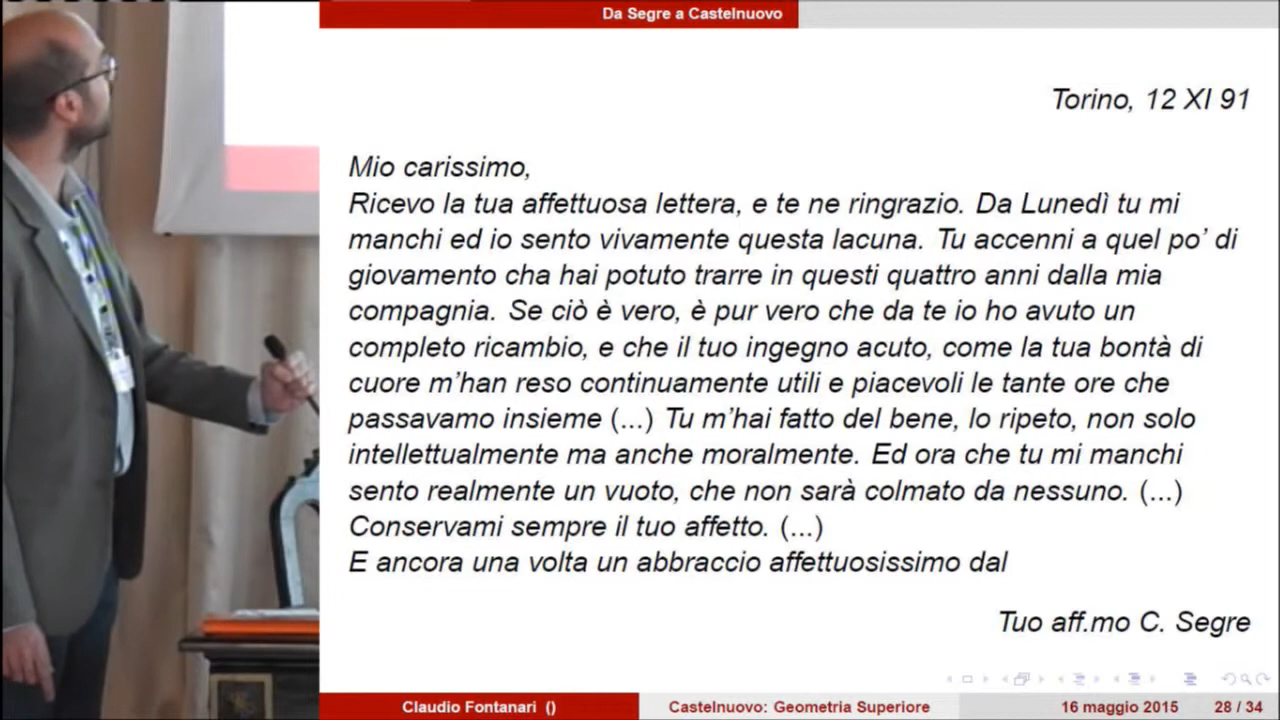 Da Segre a Castelnuovo
Torino, 12 XI 91
Mio carissimo,
Ricevo la tua affettuosa lettera, e te ne ringrazio. Da Lunedì tu mi
manchi ed io sento vivamente questa lacuna. Tu accenni a quel po’ di
giovamento cha hai potuto trarre in questi quattro anni dalla mia
compagnia. Se ciò è vero, è pur vero che da te io ho avuto un
completo ricambio, e che il tuo ingegno acuto, come la tua bontà di
cuore m’han reso continuamente utili e piacevoli le tante ore che
passavamo insieme (...) Tu m’hai fatto del bene, lo ripeto, non solo
intellettualmente ma anche moralmente. Ed ora che tu mi manchi
sento realmente un vuoto, che non sarà colmato da nessuno. (...)
Conservami sempre il tuo affetto. (...)
E ancora una volta un abbraccio affettuosissimo dal
Tuo aff.mo C. Segre
Claudio Fontanari () Castelnuovo: Geometria Superiore 16 maggio 2015 28 / 34